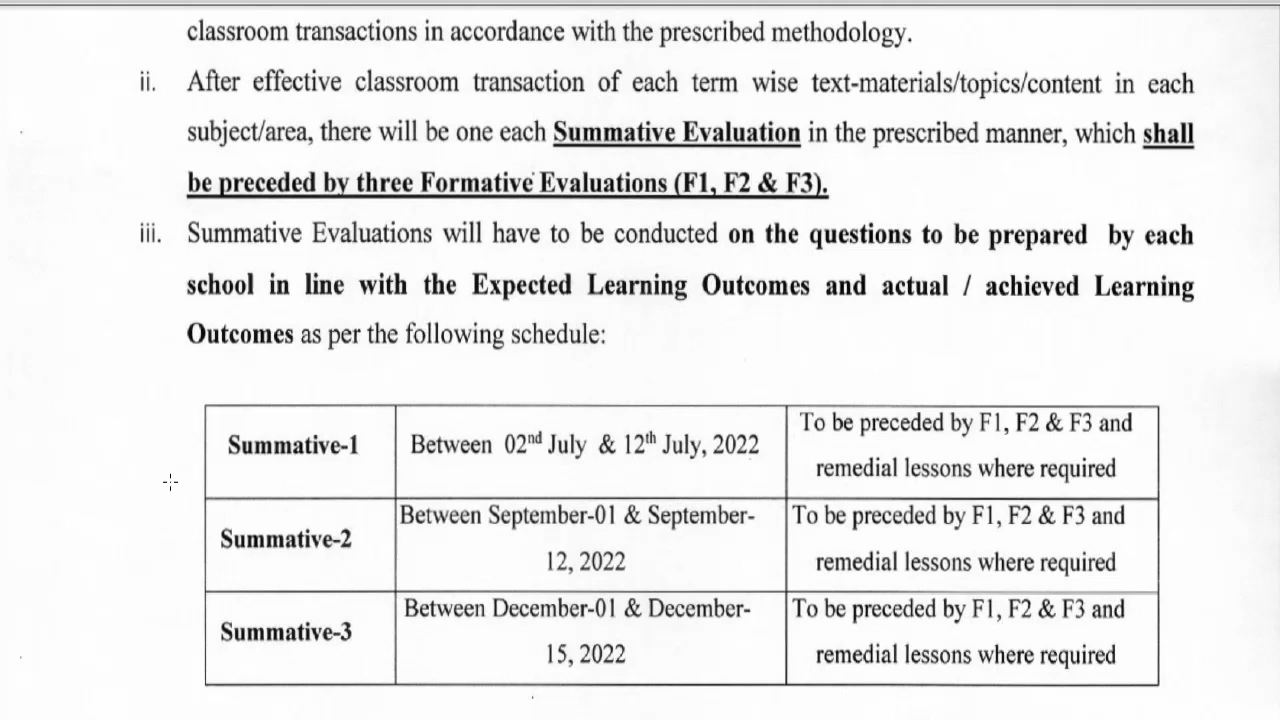 classroom transactions in accordance with the prescribed methodology.
ii. After effective classroom transaction of each term wise text-materials/topics/content in each
subject/area, there will be one each Summative Evaluation in the prescribed manner, which shall
be preceded by three Formative Evaluations (F1, F2 & F3).
iii. Summative Evaluations will have to be conducted on the questions to be prepared by each
school in line with the Expected Learning Outcomes and actual / achieved Learning
Outcomes as per the following schedule:
Summative-1
Between 02nd July & 12th July, 2022
To be preceded by F1, F2 & F3 and
remedial lessons where required
Summative-2
Between September-01 & September-
12, 2022
To be preceded by F1, F2 & F3 and
remedial lessons where required
Summative-3
Between December-01 & December-
15, 2022
To be preceded by F1, F2 & F3 and
remedial lessons where required